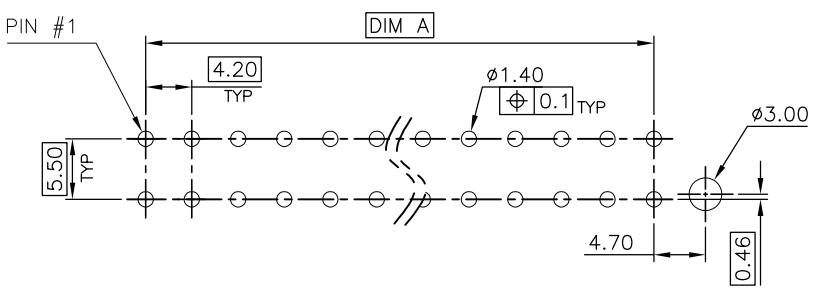 PIN #1
DIM A
4.20
TYP
ø1.40
⌖ 0.1 TYP
ø3.00
5.50
TYP
4.70
0.46